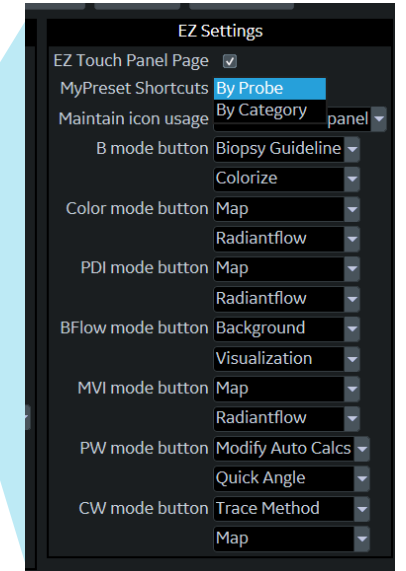 EZ Settings
EZ Touch Panel Page
MyPreset Shortcuts By Probe
By Category
Maintain icon usage panel
B mode button Biopsy Guideline
Colorize
Color mode button Map
Radiantflow
PDI mode button Map
Radiantflow
BFlow mode button Background
Visualization
MVI mode button Map
Radiantflow
PW mode button Modify Auto Calcs
Quick Angle
CW mode button Trace Method
Map